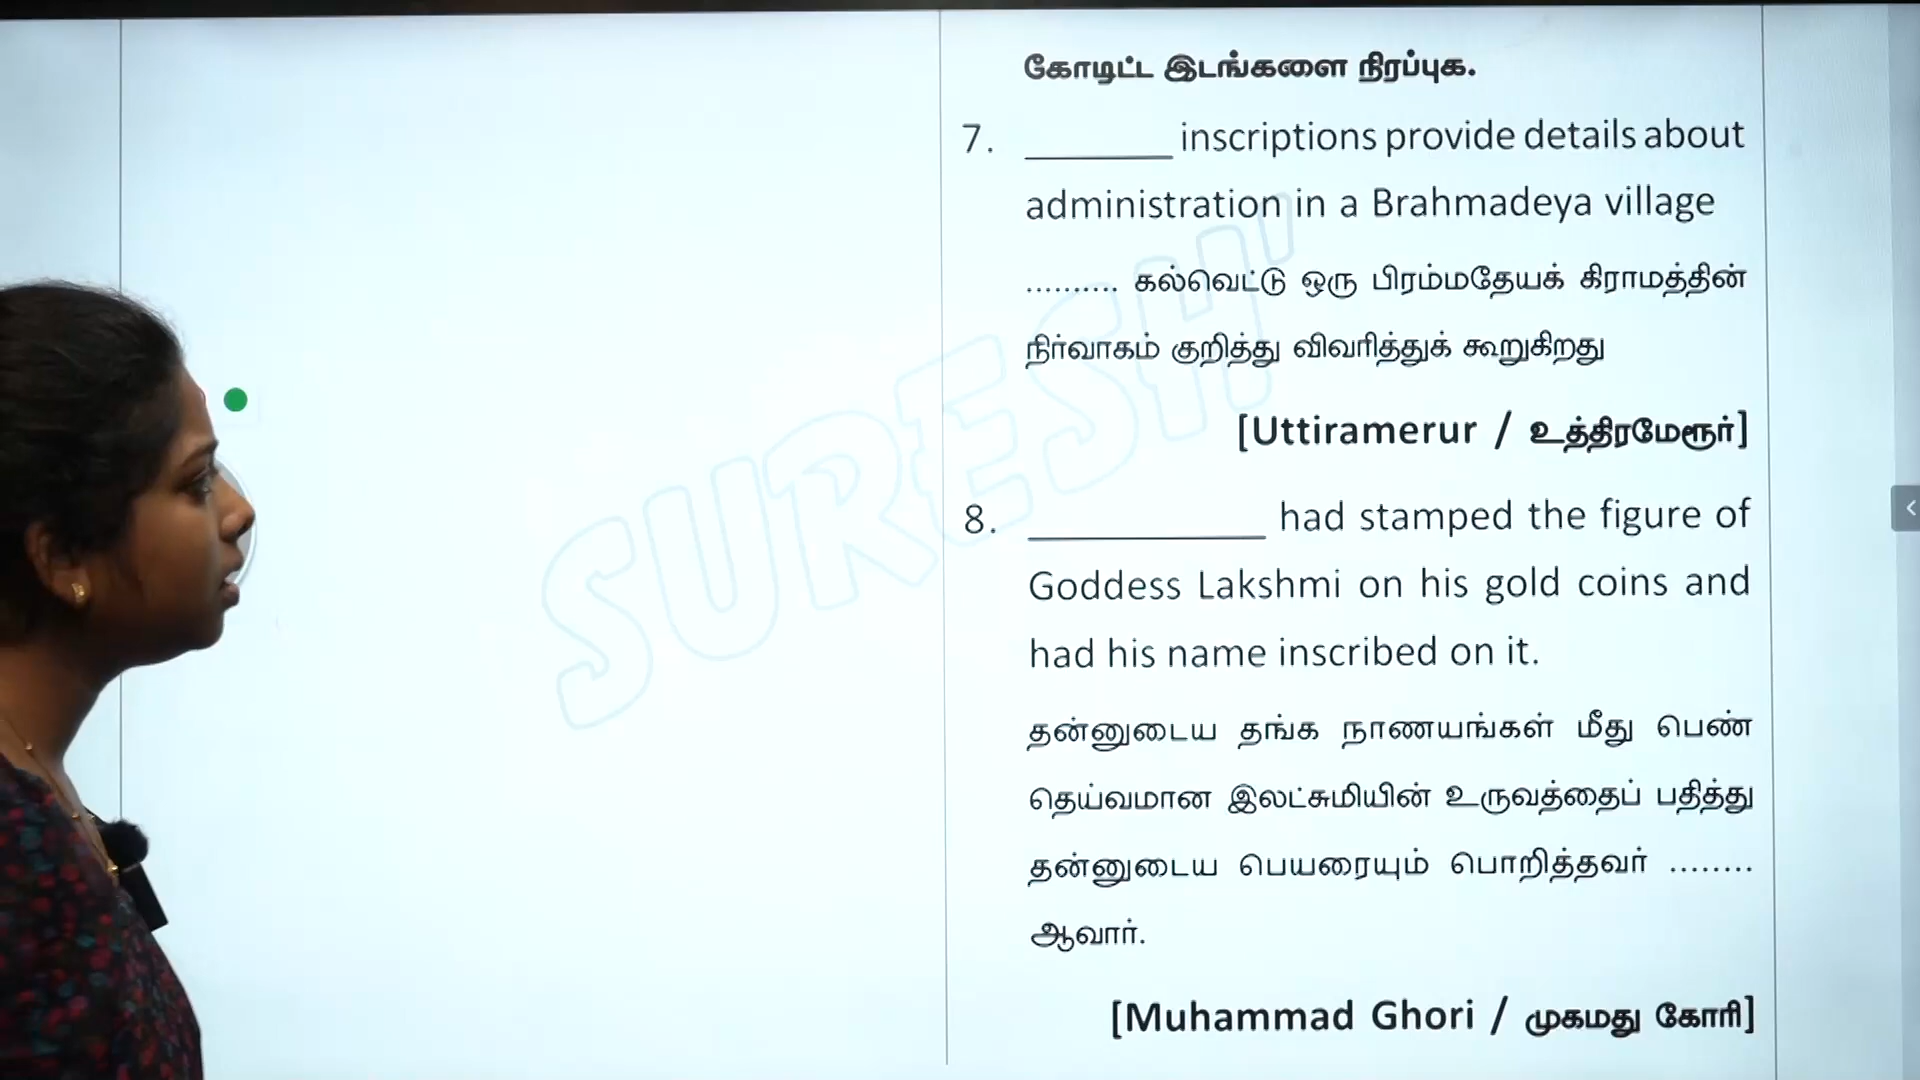 கோடிட்ட இடங்களை நிரப்புக.
7. ________ inscriptions provide details about
administration in a Brahmadeya village
.......... கல்வெட்டு ஒரு பிரம்மதேயக் கிராமத்தின்
நிர்வாகம் குறித்து விவரித்துக் கூறுகிறது
[Uttiramerur / உத்திரமேரூர்]
8. ____________ had stamped the figure of
Goddess Lakshmi on his gold coins and
had his name inscribed on it.
தன்னுடைய தங்க நாணயங்கள் மீது பெண்
தெய்வமான இலட்சுமியின் உருவத்தைப் பதித்து
தன்னுடைய பெயரையும் பொறித்தவர் ........
ஆவார்.
[Muhammad Ghori / முகமது கோரி]
SURESH'